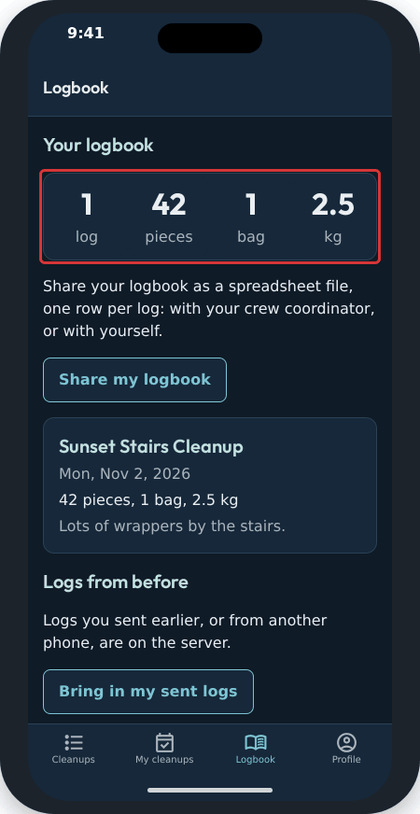 9:41
Logbook
Your logbook
1 42 1 2.5
log pieces bag kg
Share your logbook as a spreadsheet file,
one row per log: with your crew coordinator,
or with yourself.
Share my logbook
Sunset Stairs Cleanup
Mon, Nov 2, 2026
42 pieces, 1 bag, 2.5 kg
Lots of wrappers by the stairs.
Logs from before
Logs you sent earlier, or from another
phone, are on the server.
Bring in my sent logs
Cleanups My cleanups Logbook Profile